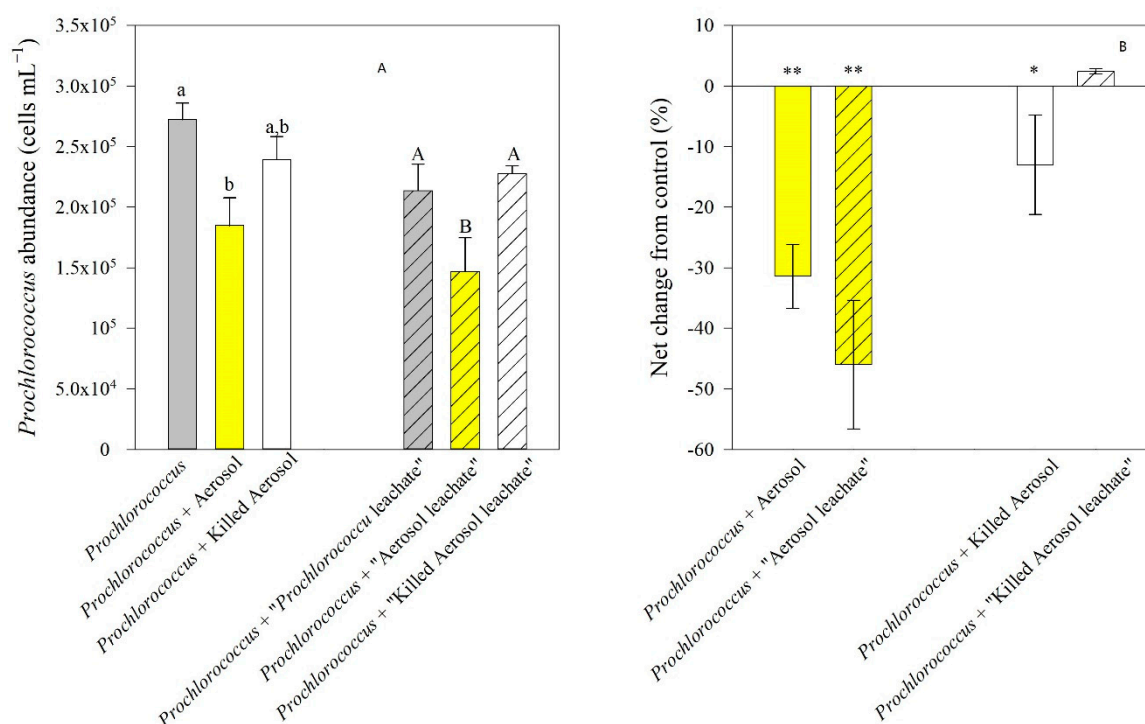 Prochlorococcus abundance (cells mL⁻¹)
3.5x10⁵
3.0x10⁵
2.5x10⁵
2.0x10⁵
1.5x10⁵
10⁵
5.0x10⁴
0
A
a
b
a,b
A
B
A
Prochlorococcus
Prochlorococcus + Aerosol
Prochlorococcus + Killed Aerosol
Prochlorococcus + "Prochlorococcu leachate"
Prochlorococcus + "Aerosol leachate"
Prochlorococcus + "Killed Aerosol leachate"
Net change from control (%)
10
0
-10
-20
-30
-40
-50
-60
B
**
**
*
Prochlorococcus + Aerosol
Prochlorococcus + "Aerosol leachate"
Prochlorococcus + Killed Aerosol
Prochlorococcus + "Killed Aerosol leachate"